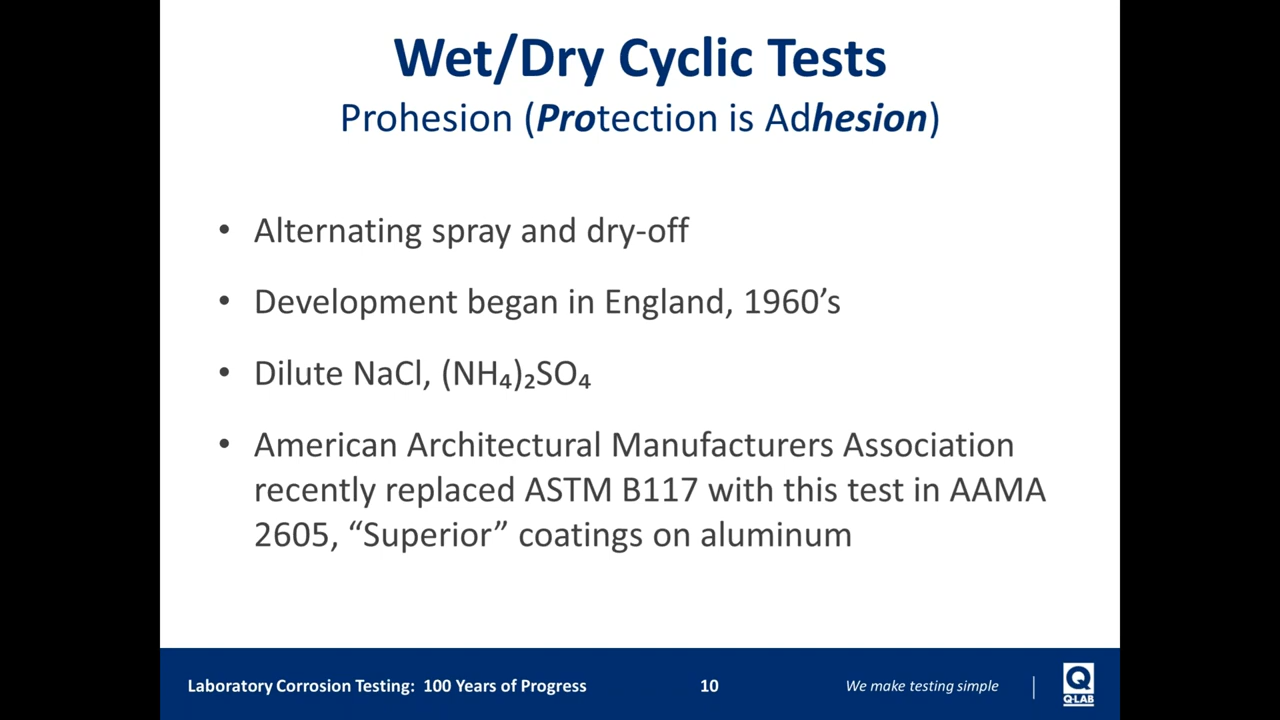 Wet/Dry Cyclic Tests
Prohesion (Protection is Adhesion)
• Alternating spray and dry-off
• Development began in England, 1960’s
• Dilute NaCl, (NH₄)₂SO₄
• American Architectural Manufacturers Association
recently replaced ASTM B117 with this test in AAMA
2605, “Superior” coatings on aluminum
Laboratory Corrosion Testing: 100 Years of Progress
10
We make testing simple
Q
Q-LAB